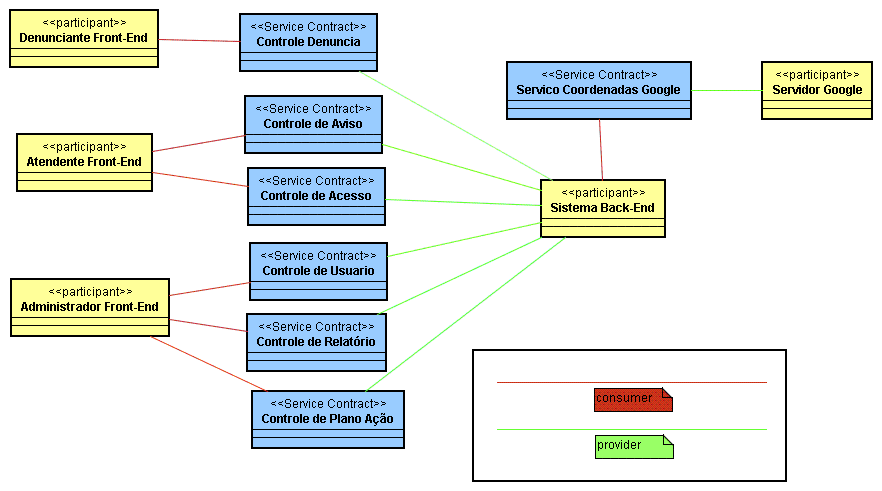 <<participant>>
Denunciante Front-End
<<Service Contract>>
Controle Denuncia
<<Service Contract>>
Servico Coordenadas Google
<<participant>>
Servidor Google
<<Service Contract>>
Controle de Aviso
<<participant>>
Atendente Front-End
<<Service Contract>>
Controle de Acesso
<<participant>>
Sistema Back-End
<<Service Contract>>
Controle de Usuario
<<participant>>
Administrador Front-End
<<Service Contract>>
Controle de Relatório
<<Service Contract>>
Controle de Plano Ação
consumer
provider